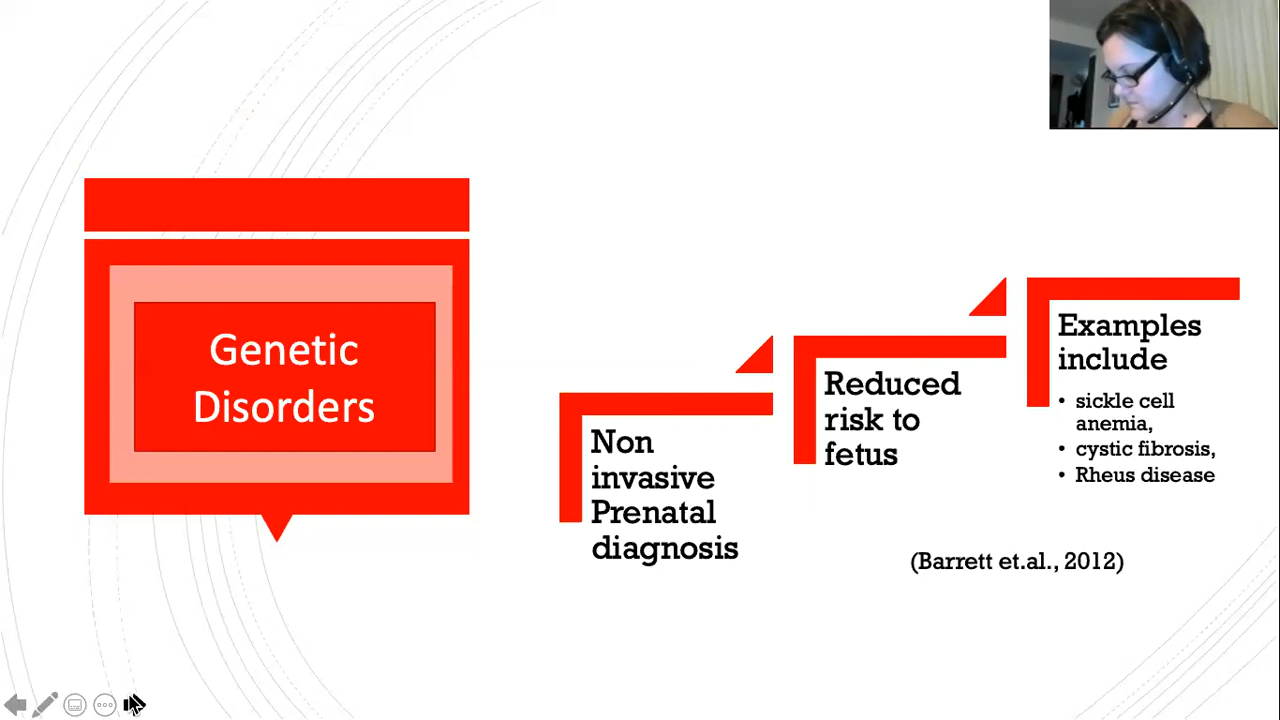 Genetic
Disorders
Non
invasive
Prenatal
diagnosis
Reduced
risk to
fetus
Examples
include
• sickle cell
anemia,
• cystic fibrosis,
• Rheus disease
(Barrett et.al., 2012)